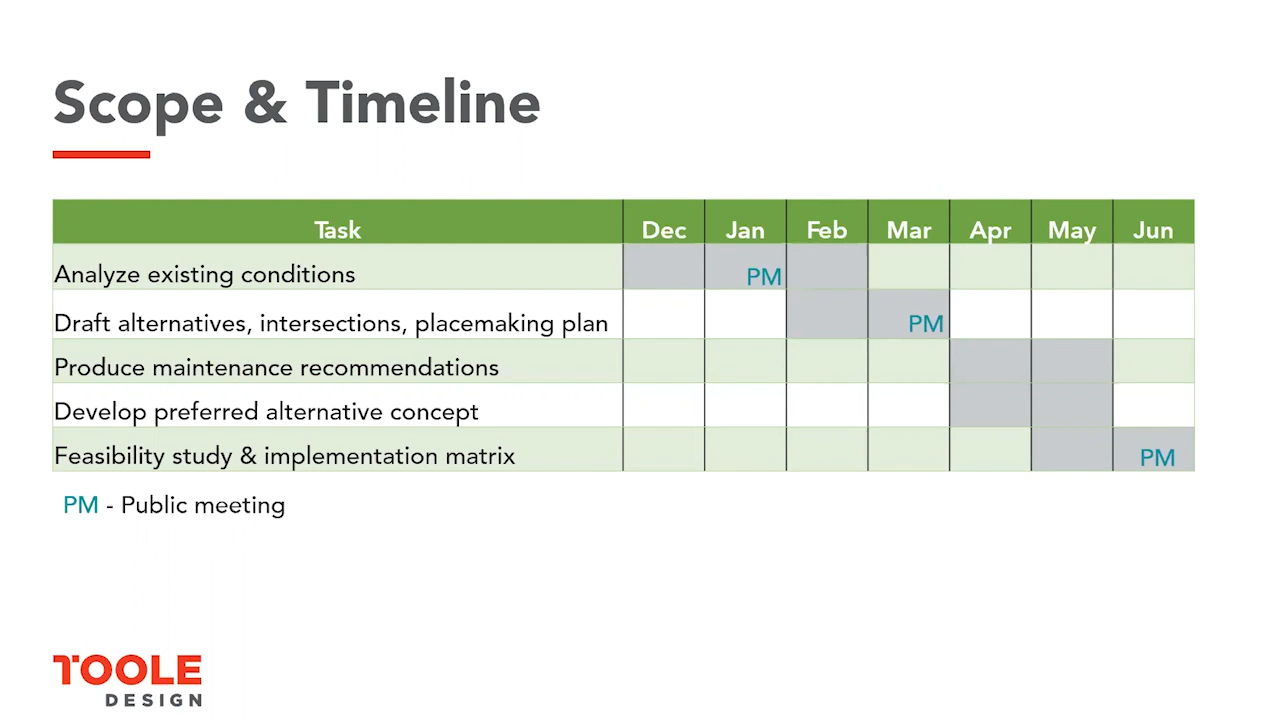 Scope & Timeline
Task Dec Jan Feb Mar Apr May Jun
Analyze existing conditions PM
Draft alternatives, intersections, placemaking plan PM
Produce maintenance recommendations
Develop preferred alternative concept
Feasibility study & implementation matrix PM
PM - Public meeting
TOOLE
DESIGN